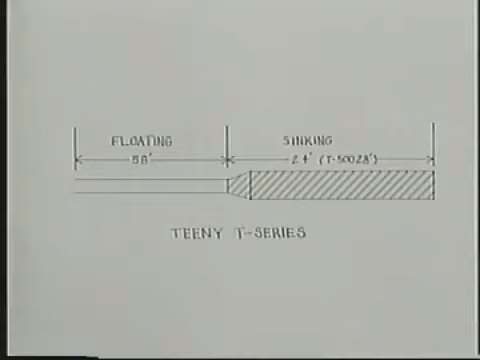 FLOATING SINKING
58' 24' (T-500 28')
TEENY T-SERIES